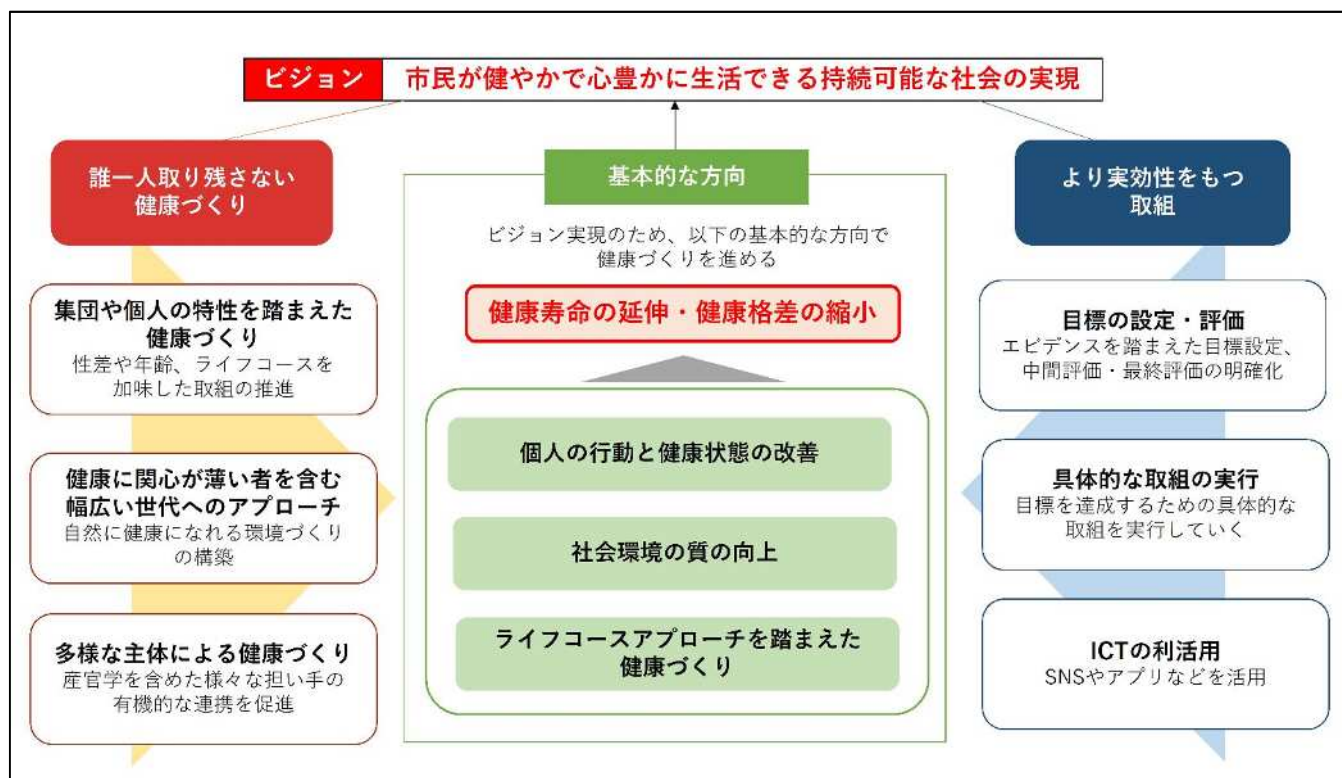 ビジョン 市民が健やかで心豊かに生活できる持続可能な社会の実現
誰一人取り残さない
健康づくり
集団や個人の特性を踏まえた
健康づくり
性差や年齢、ライフコースを
加味した取組の推進
健康に関心が薄い者を含む
幅広い世代へのアプローチ
自然に健康になれる環境づくり
の構築
多様な主体による健康づくり
産官学を含めた様々な担い手の
有機的な連携を促進
基本的な方向
ビジョン実現のため、以下の基本的な方向で
健康づくりを進める
健康寿命の延伸・健康格差の縮小
個人の行動と健康状態の改善
社会環境の質の向上
ライフコースアプローチを踏まえた
健康づくり
より実効性をもつ
取組
目標の設定・評価
エビデンスを踏まえた目標設定、
中間評価・最終評価の明確化
具体的な取組の実行
目標を達成するための具体的な
取組を実行していく
ICTの利活用
SNSやアプリなどを活用